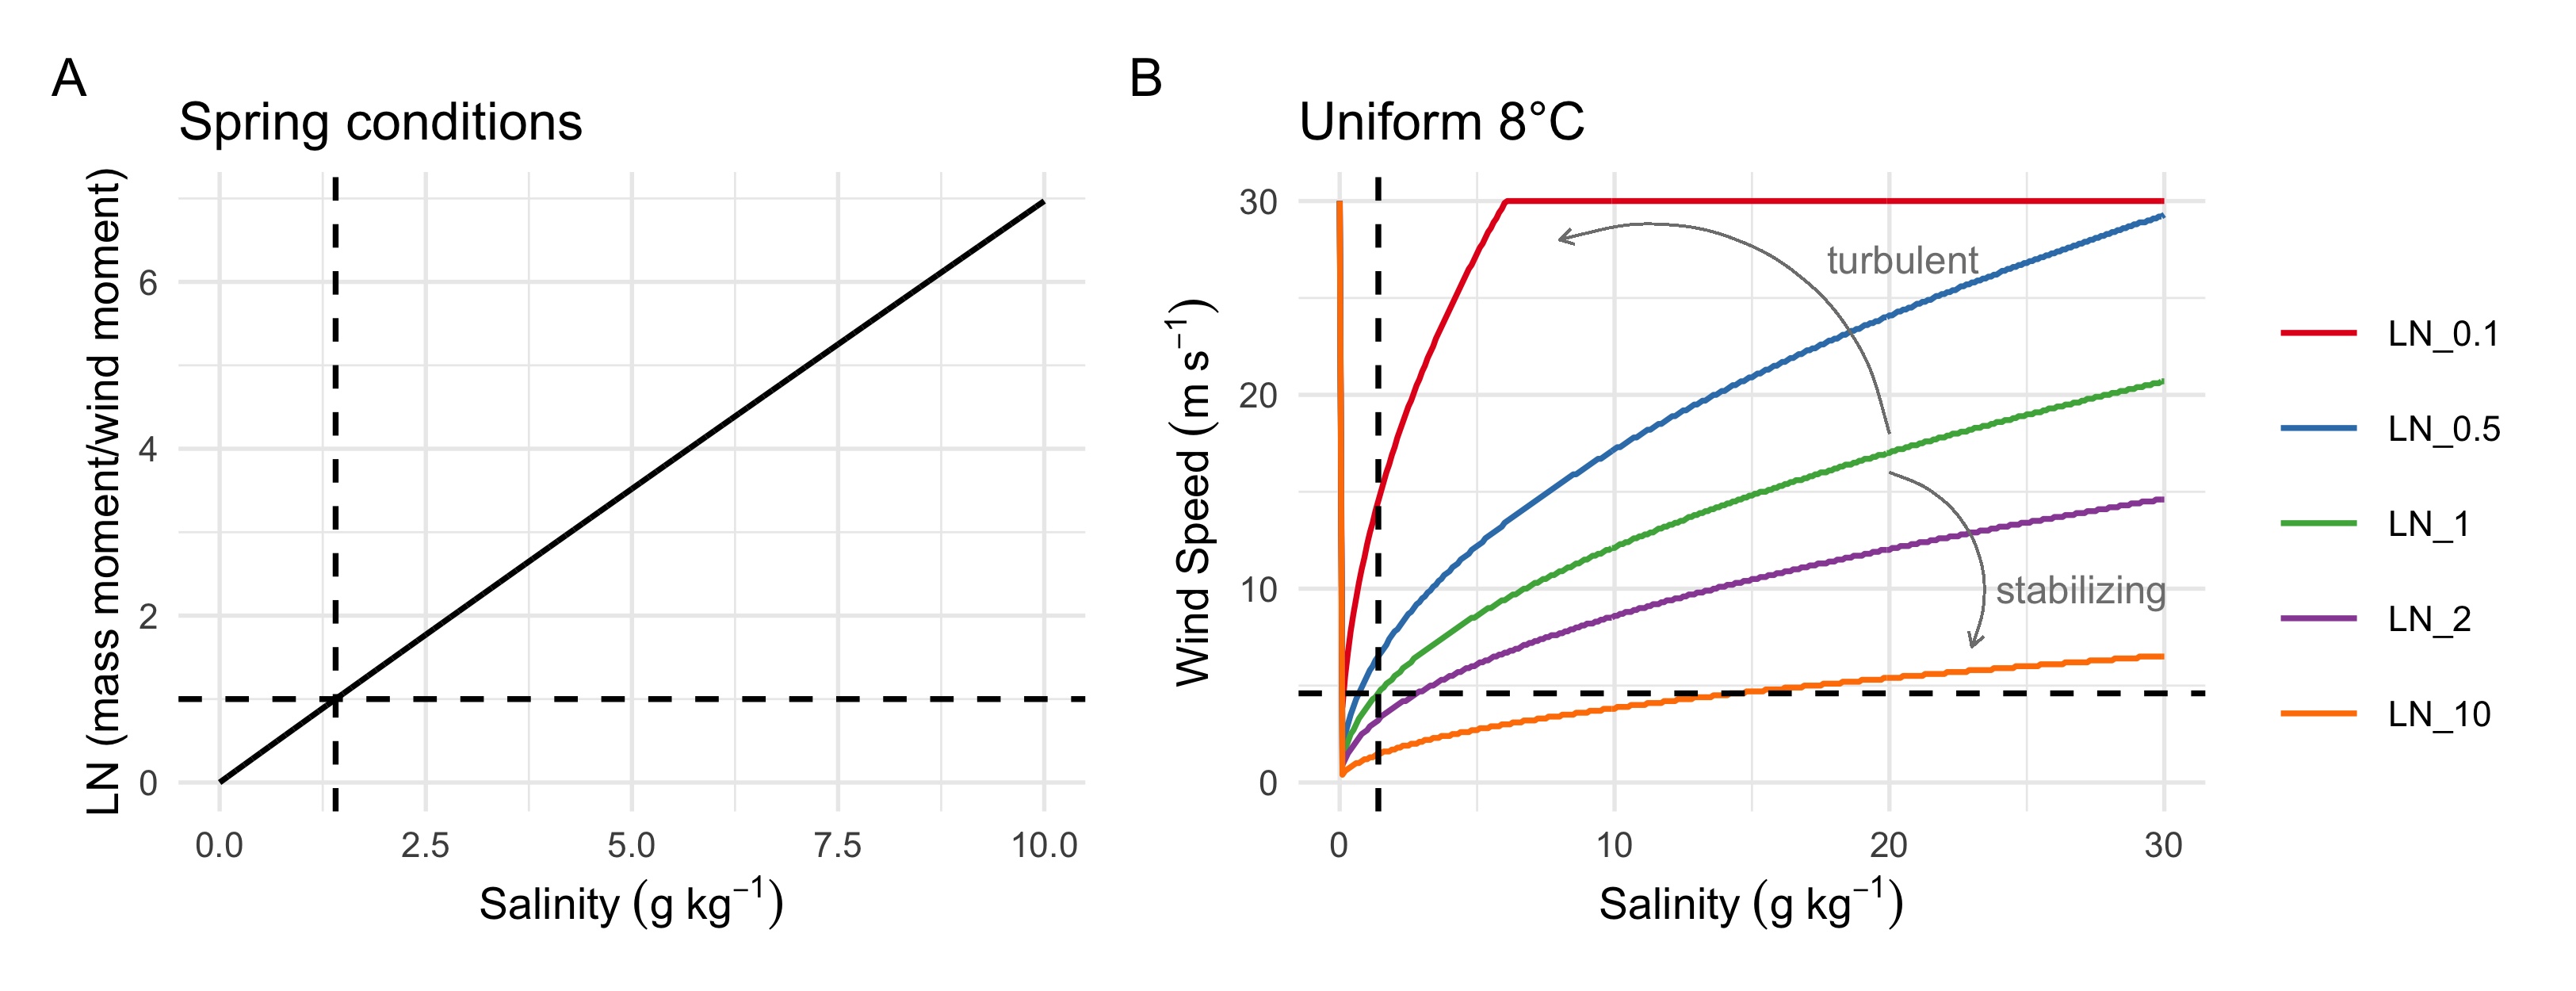 A
Spring conditions
LN (mass moment/wind moment)
6
4
2
0
0.0 2.5 5.0 7.5 10.0
Salinity (g kg⁻¹)
B
Uniform 8°C
Wind Speed (m s⁻¹)
30
20
10
0
turbulent
stabilizing
0 10 20 30
Salinity (g kg⁻¹)
LN_0.1
LN_0.5
LN_1
LN_2
LN_10